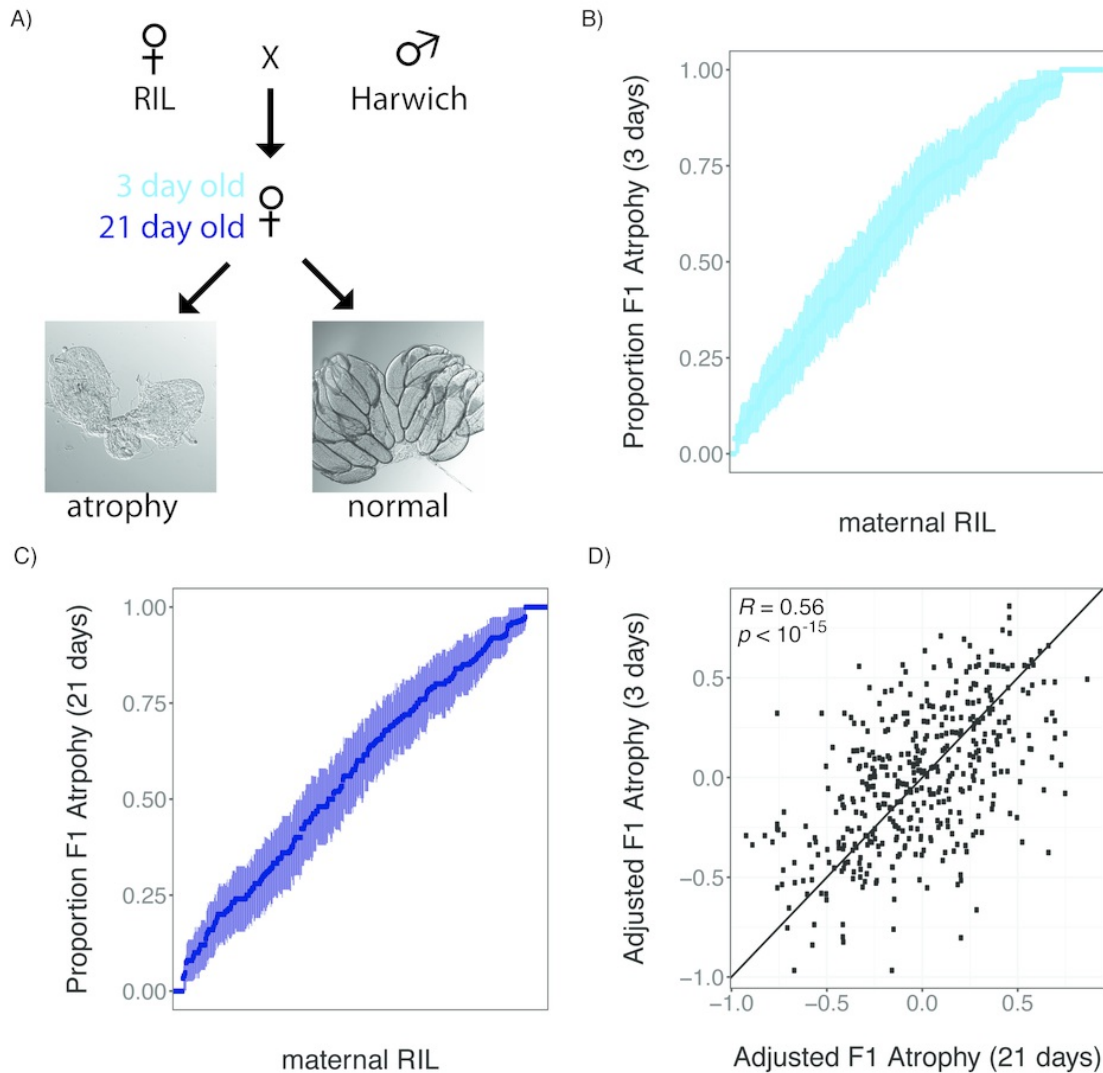 A)
♀ X ♂
RIL Harwich
3 day old
21 day old
♀
atrophy normal
B)
Proportion F1 Atrpohy (3 days)
1.00
0.75
0.50
0.25
0.00
maternal RIL
C)
Proportion F1 Atrpohy (21 days)
1.00
0.75
0.50
0.25
0.00
maternal RIL
D)
R = 0.56
p < 10⁻¹⁵
Adjusted F1 Atrophy (3 days)
0.5
0.0
−0.5
−1.0
−1.0 −0.5 0.0 0.5
Adjusted F1 Atrophy (21 days)